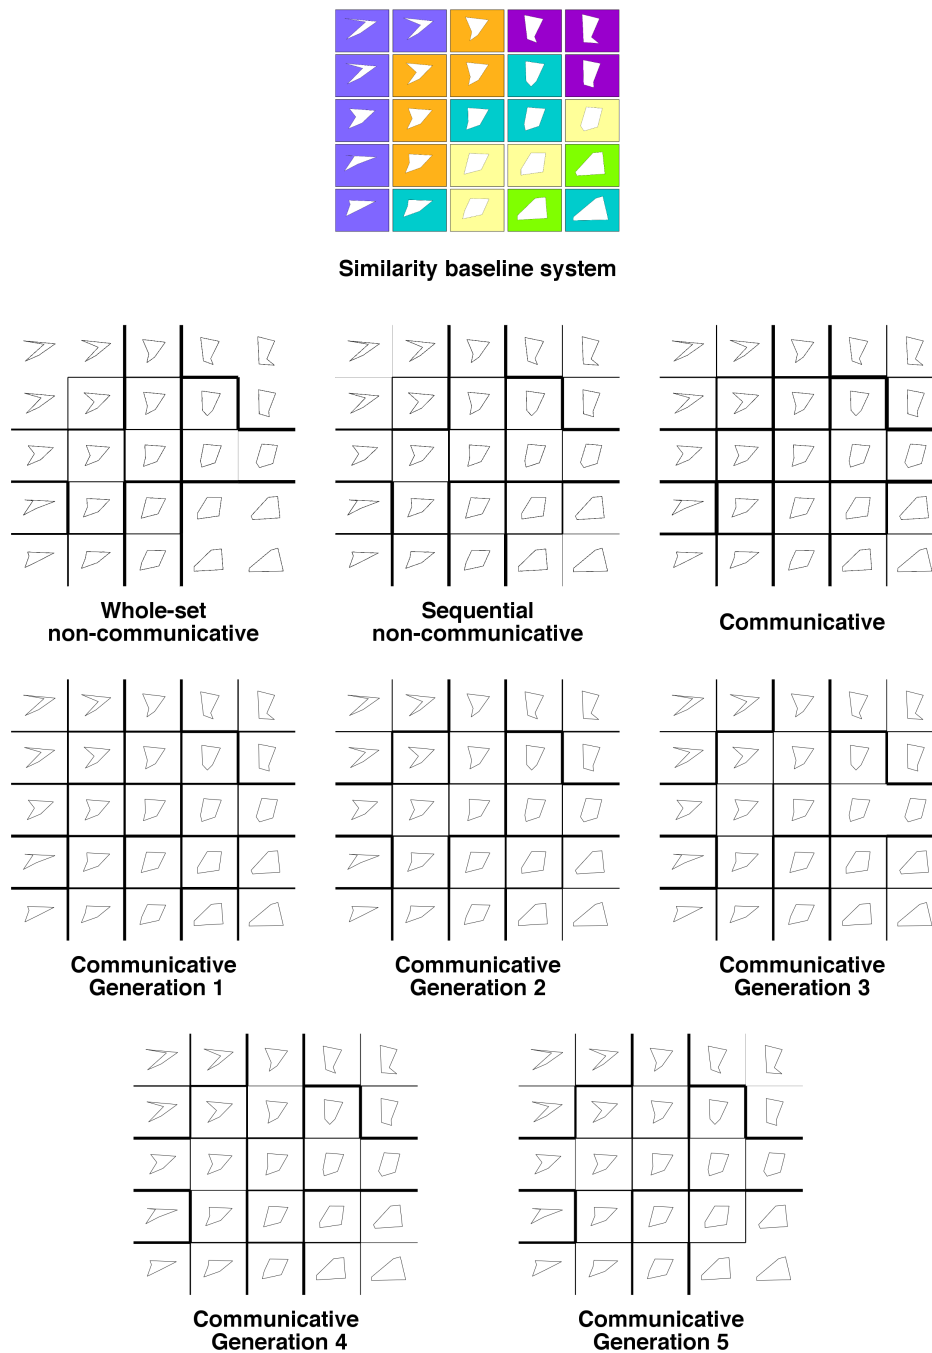 Similarity baseline system
Whole-set
non-communicative
Sequential
non-communicative
Communicative
Communicative
Generation 1
Communicative
Generation 2
Communicative
Generation 3
Communicative
Generation 4
Communicative
Generation 5